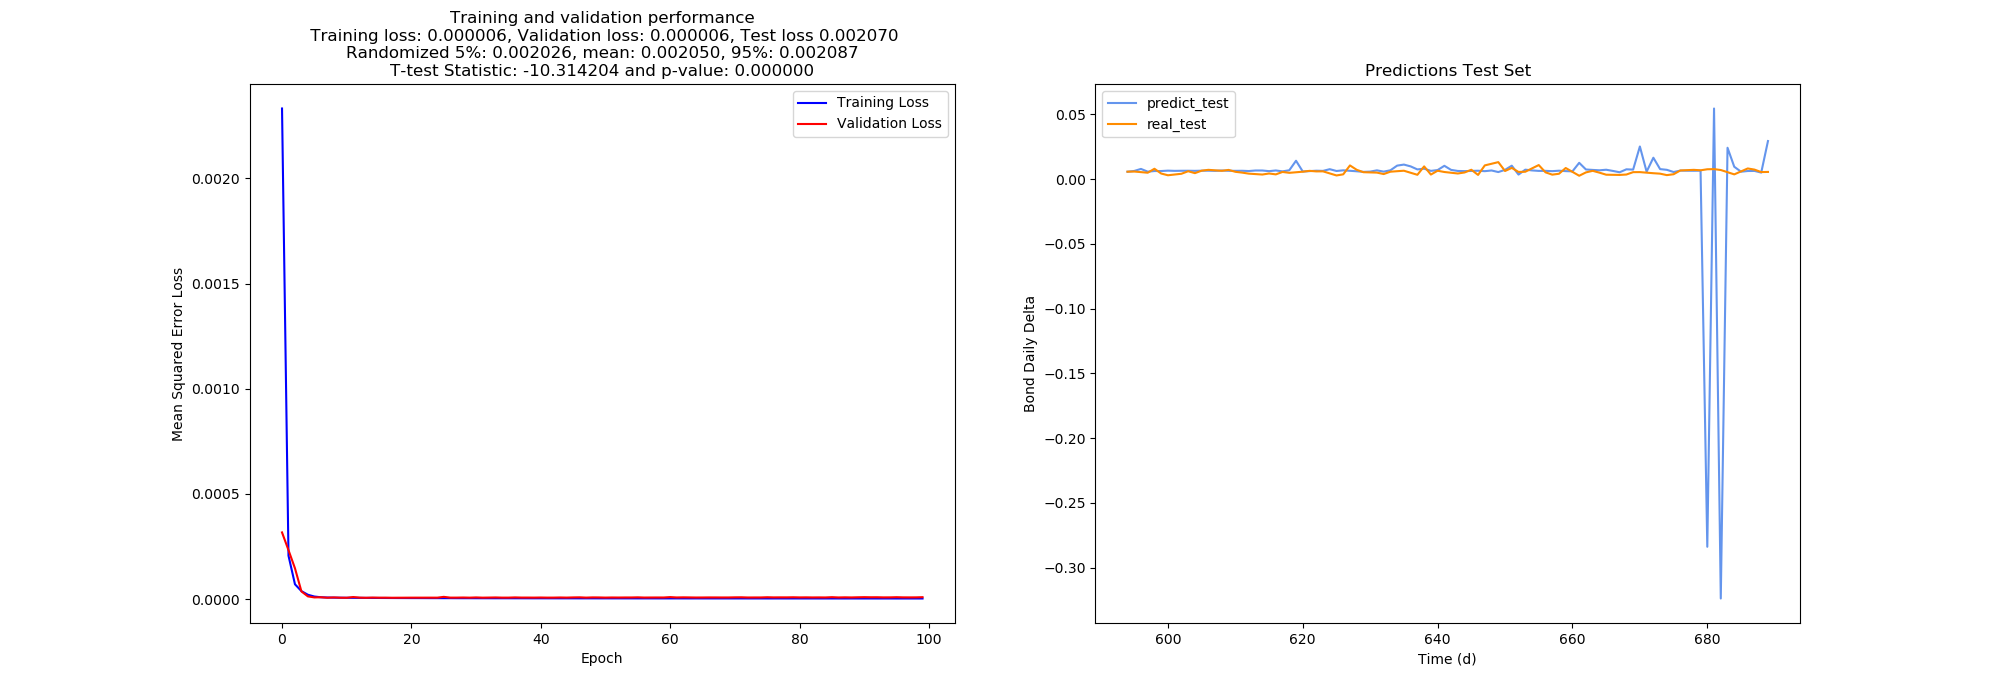 Training and validation performance
Training loss: 0.000006, Validation loss: 0.000006, Test loss 0.002070
Randomized 5%: 0.002026, mean: 0.002050, 95%: 0.002087
T-test Statistic: -10.314204 and p-value: 0.000000
Training Loss
Validation Loss
Mean Squared Error Loss
0.0020
0.0015
0.0010
0.0005
0.0000
0 20 40 60 80 100
Epoch
Predictions Test Set
predict_test
real_test
Bond Daily Delta
0.05
0.00
−0.05
−0.10
−0.15
−0.20
−0.25
−0.30
600 620 640 660 680
Time (d)